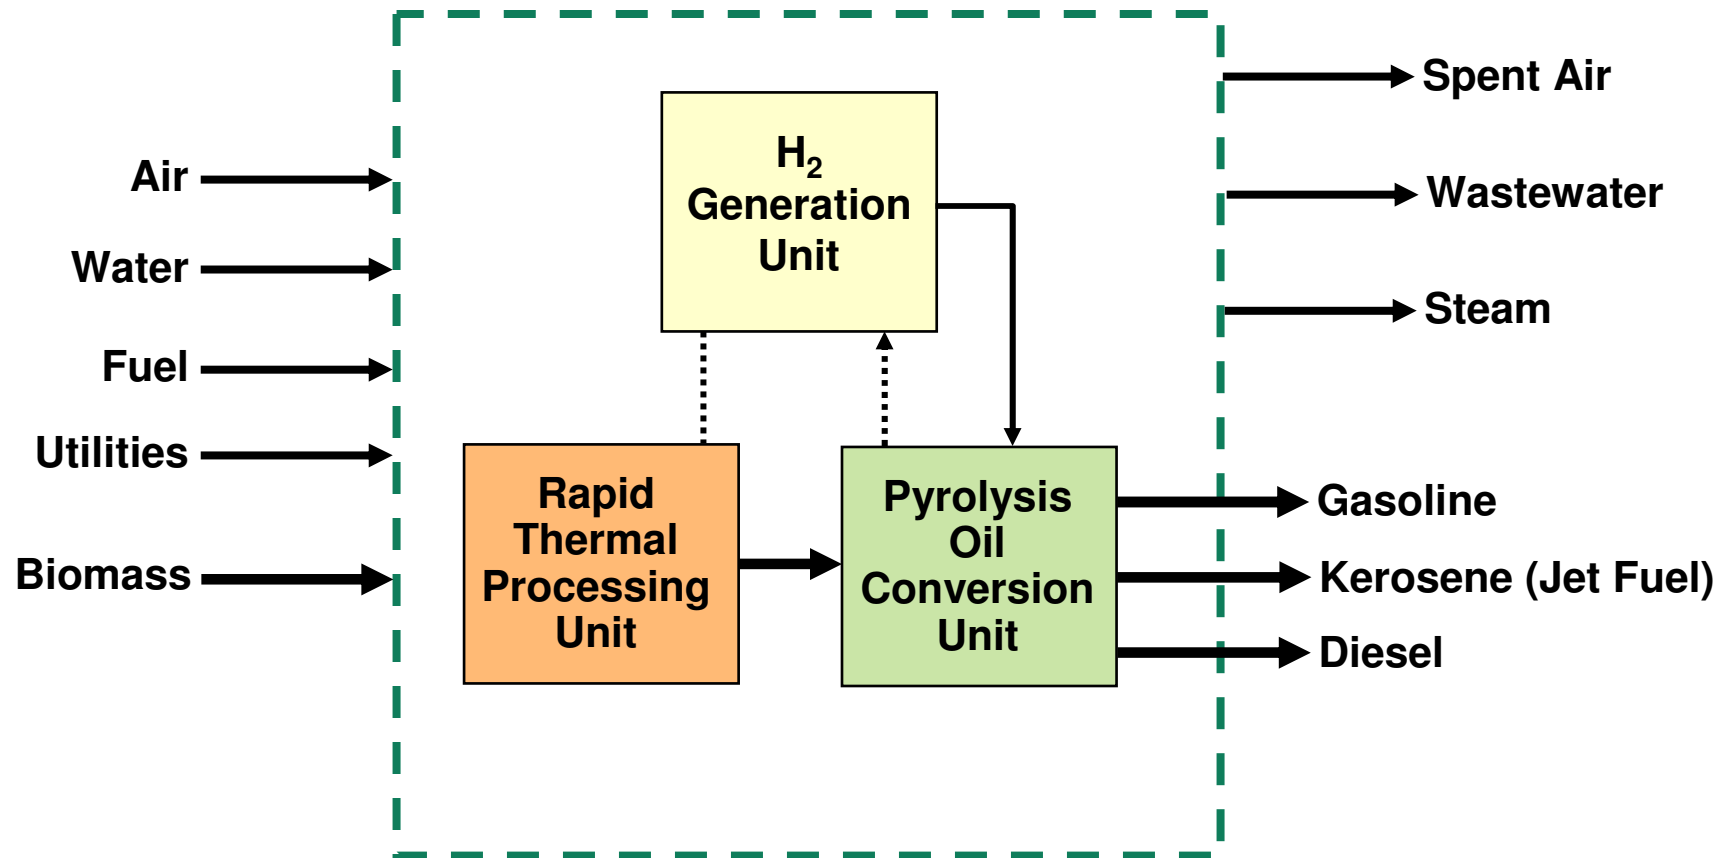 Air
Water
Fuel
Utilities
Biomass
H₂
Generation
Unit
Rapid
Thermal
Processing
Unit
Pyrolysis
Oil
Conversion
Unit
Spent Air
Wastewater
Steam
Gasoline
Kerosene (Jet Fuel)
Diesel